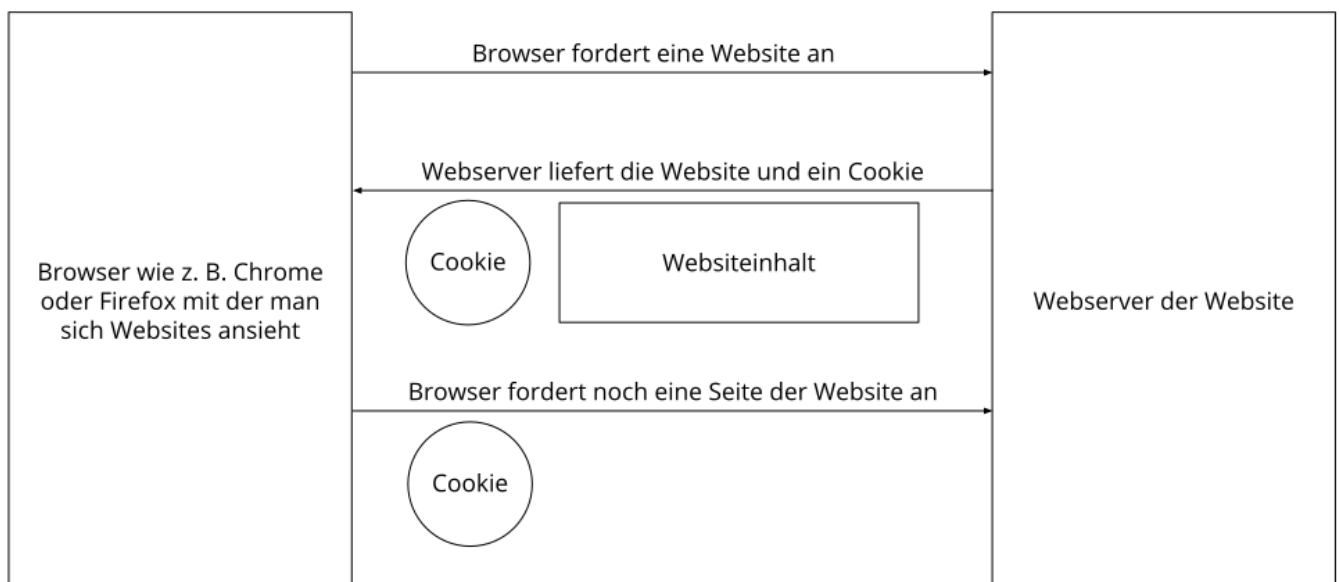 Browser fordert eine Website an
Webserver liefert die Website und ein Cookie
Cookie
Websiteinhalt
Browser wie z. B. Chrome
oder Firefox mit der man
sich Websites ansieht
Webserver der Website
Browser fordert noch eine Seite der Website an
Cookie